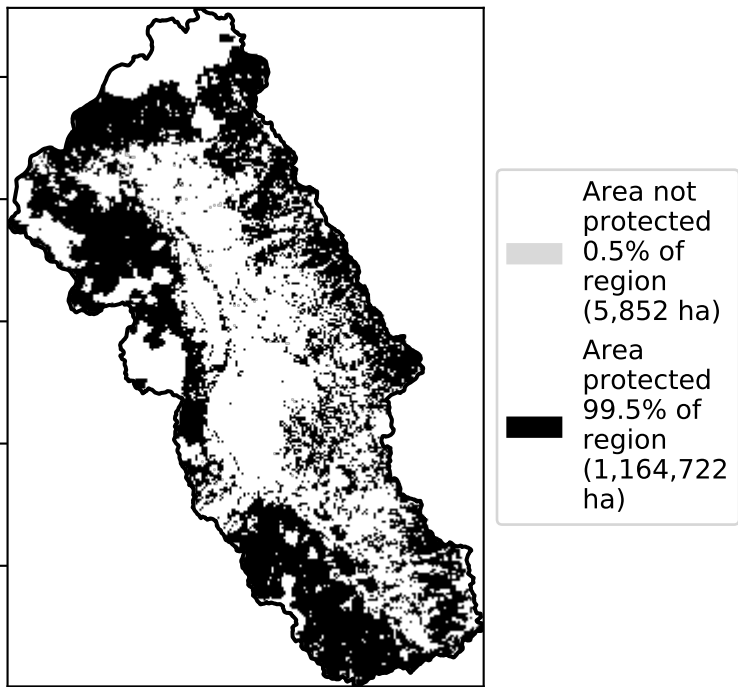 Area not
protected
0.5% of
region
(5,852 ha)
Area
protected
99.5% of
region
(1,164,722
ha)